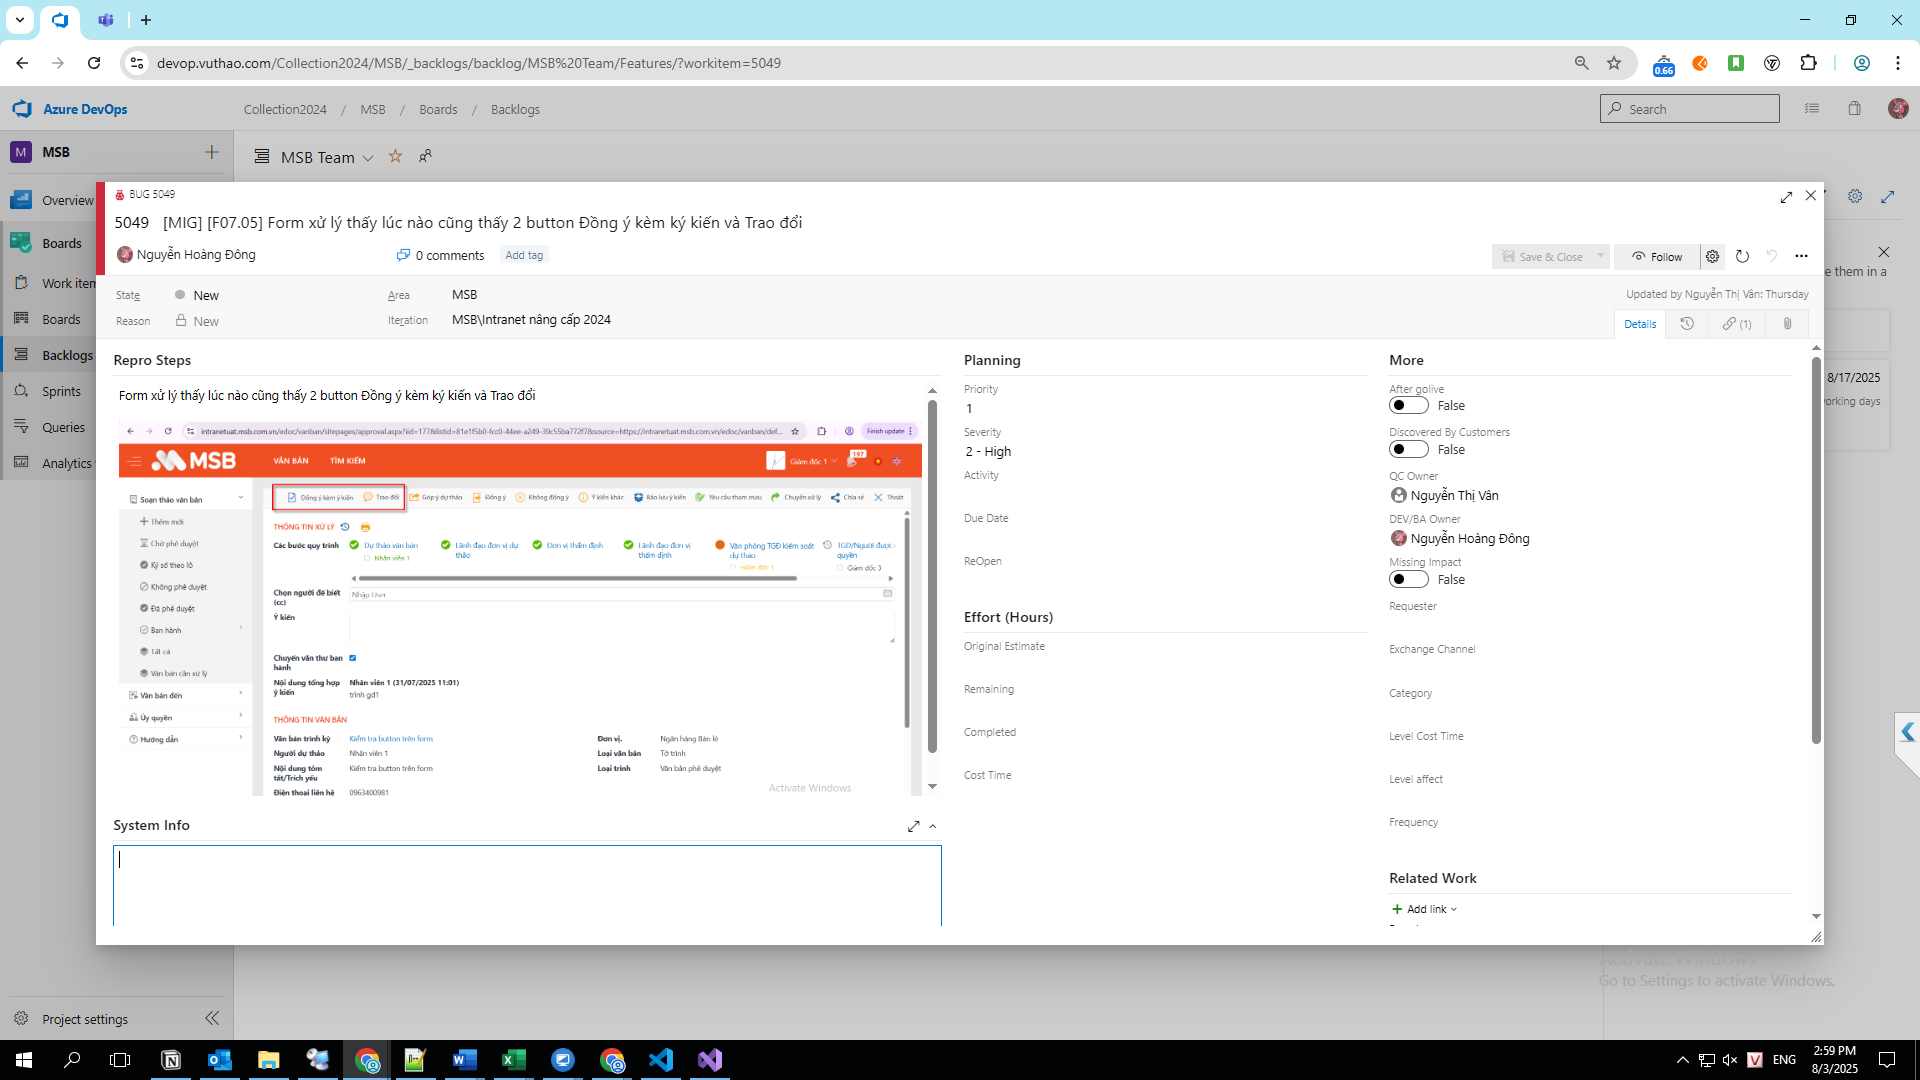 devop.vuthao.com/Collection2024/MSB/_backlogs/backlog/MSB%20Team/Features/?workitem=5049
0.66
Azure DevOps
Collection2024 / MSB / Boards / Backlogs
Search
M MSB
MSB Team
Overview
Boards
Work item
Boards
Backlogs
Sprints
Queries
Analytics
Project settings
BUG 5049
5049 [MIG] [F07.05] Form xử lý thấy lúc nào cũng thấy 2 button Đồng ý kèm ký kiến và Trao đổi
Nguyễn Hoàng Đông
0 comments
Add tag
Save & Close
Follow
State New
Area MSB
Updated by Nguyễn Thị Vân: Thursday
Reason New
Iteration MSB\Intranet nâng cấp 2024
Details
(1)
e them in a
8/17/2025
orking days
Repro Steps
Form xử lý thấy lúc nào cũng thấy 2 button Đồng ý kèm ký kiến và Trao đổi
intranetuat.msb.com.vn/edoc/vanban/sitepages/approval.aspx?iid=177&listid=81e1f5b0-fcc0-44ee-a249-39c55ba772f7&source=https://intranetuat.msb.com.vn/edoc/vanban/def...
Finish update
MSB
VĂN BẢN TÌM KIẾM
Giám đốc 1
197
Soạn thảo văn bản
Thêm mới
Chờ phê duyệt
Ký số theo lô
Không phê duyệt
Đã phê duyệt
Ban hành
Tất cả
Văn bản cần xử lý
Văn bản đến
Ủy quyền
Hướng dẫn
Đồng ý kèm ý kiến Trao đổi Góp ý dự thảo Đồng ý Không đồng ý Ý kiến khác Bảo lưu ý kiến Yêu cầu tham mưu Chuyển xử lý Chia sẻ Thoát
THÔNG TIN XỬ LÝ
Các bước quy trình
Dự thảo văn bản
Nhân viên 1
Lãnh đạo đơn vị dự thảo
Đơn vị thẩm định
Lãnh đạo đơn vị thẩm định
Văn phòng TGĐ kiểm soát dự thảo
Giám đốc 1
TGĐ/Người được quyền
Giám đốc 3
Chọn người để biết (cc)
Nhập User
Ý kiến
Chuyển văn thư ban hành
Nội dung tổng hợp ý kiến
Nhân viên 1 (31/07/2025 11:01)
trình gđ1
THÔNG TIN VĂN BẢN
Văn bản trình ký Kiểm tra button trên form
Đơn vị. Ngân hàng Bán lẻ
Người dự thảo Nhân viên 1
Loại văn bản Tờ trình
Nội dung tóm tắt/Trích yếu Kiểm tra button trên form
Loại trình Văn bản phê duyệt
Điện thoại liên hệ 0963400981
Activate Windows
System Info
Planning
Priority
1
Severity
2 - High
Activity
Due Date
ReOpen
Effort (Hours)
Original Estimate
Remaining
Completed
Cost Time
More
After golive
False
Discovered By Customers
False
QC Owner
Nguyễn Thị Vân
DEV/BA Owner
Nguyễn Hoàng Đông
Missing Impact
False
Requester
Exchange Channel
Category
Level Cost Time
Level affect
Frequency
Related Work
Add link
Activate Windows
Go to Settings to activate Windows.
ENG
2:59 PM
8/3/2025